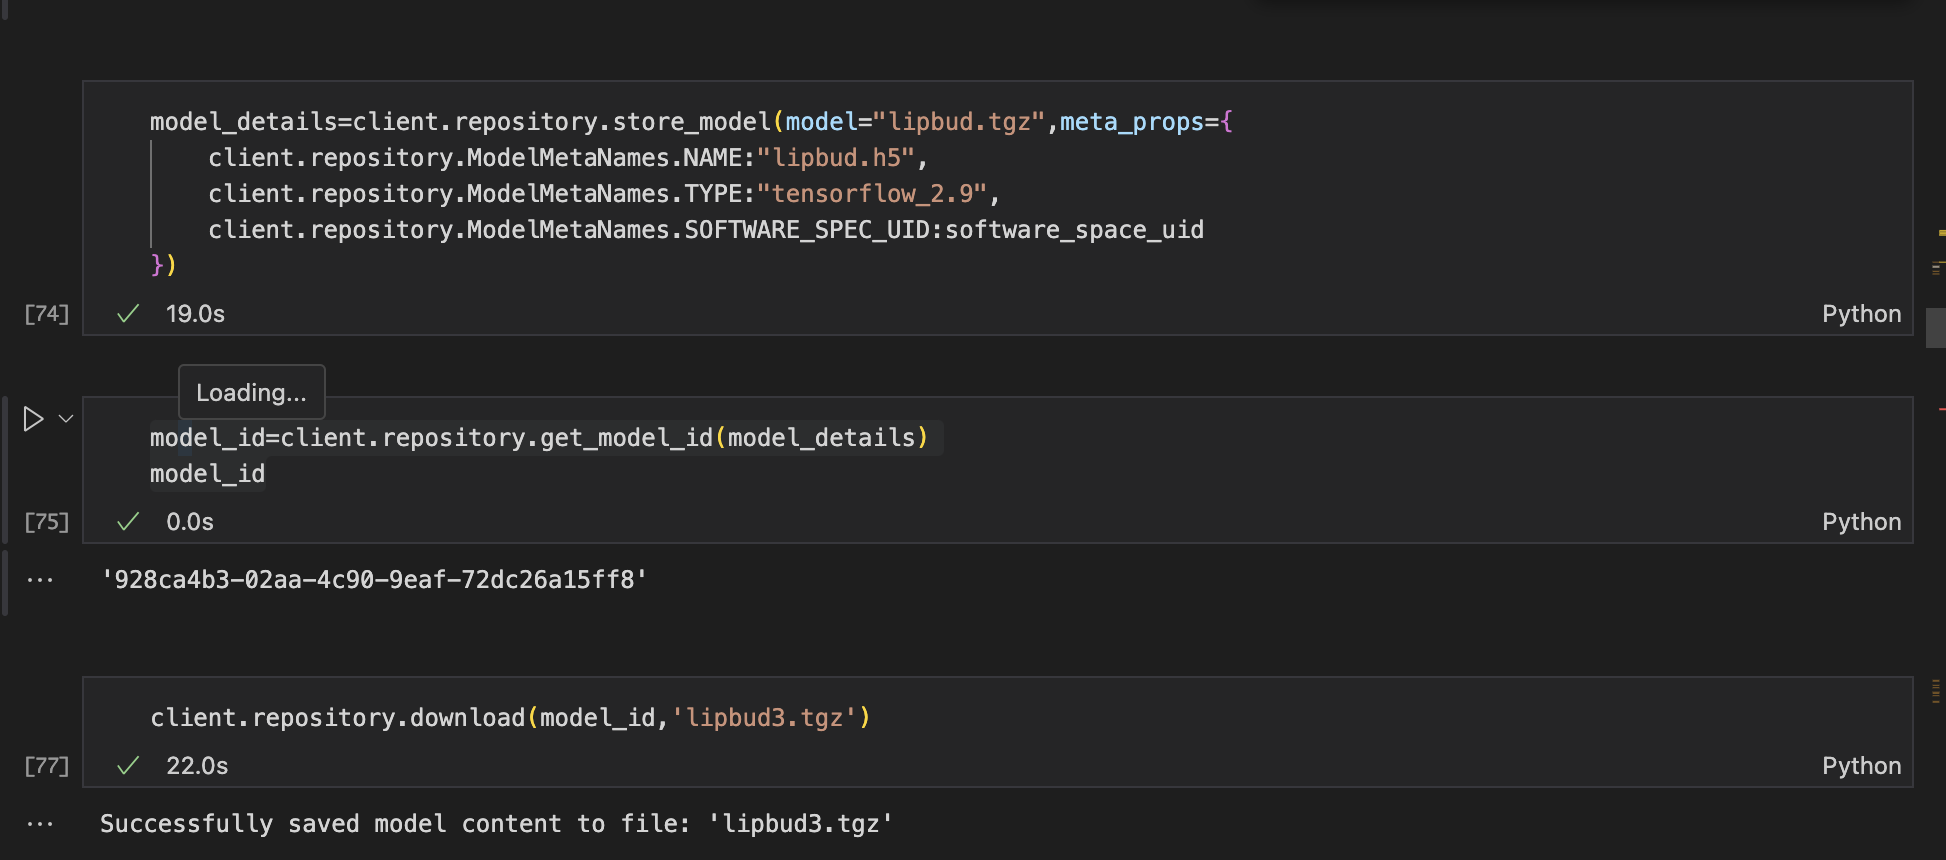 model_details=client.repository.store_model(model="lipbud.tgz",meta_props={
    client.repository.ModelMetaNames.NAME:"lipbud.h5",
    client.repository.ModelMetaNames.TYPE:"tensorflow_2.9",
    client.repository.ModelMetaNames.SOFTWARE_SPEC_UID:software_space_uid
})
[74] 19.0s Python
Loading...
model_id=client.repository.get_model_id(model_details)
model_id
[75] 0.0s Python
'928ca4b3-02aa-4c90-9eaf-72dc26a15ff8'
client.repository.download(model_id,'lipbud3.tgz')
[77] 22.0s Python
Successfully saved model content to file: 'lipbud3.tgz'